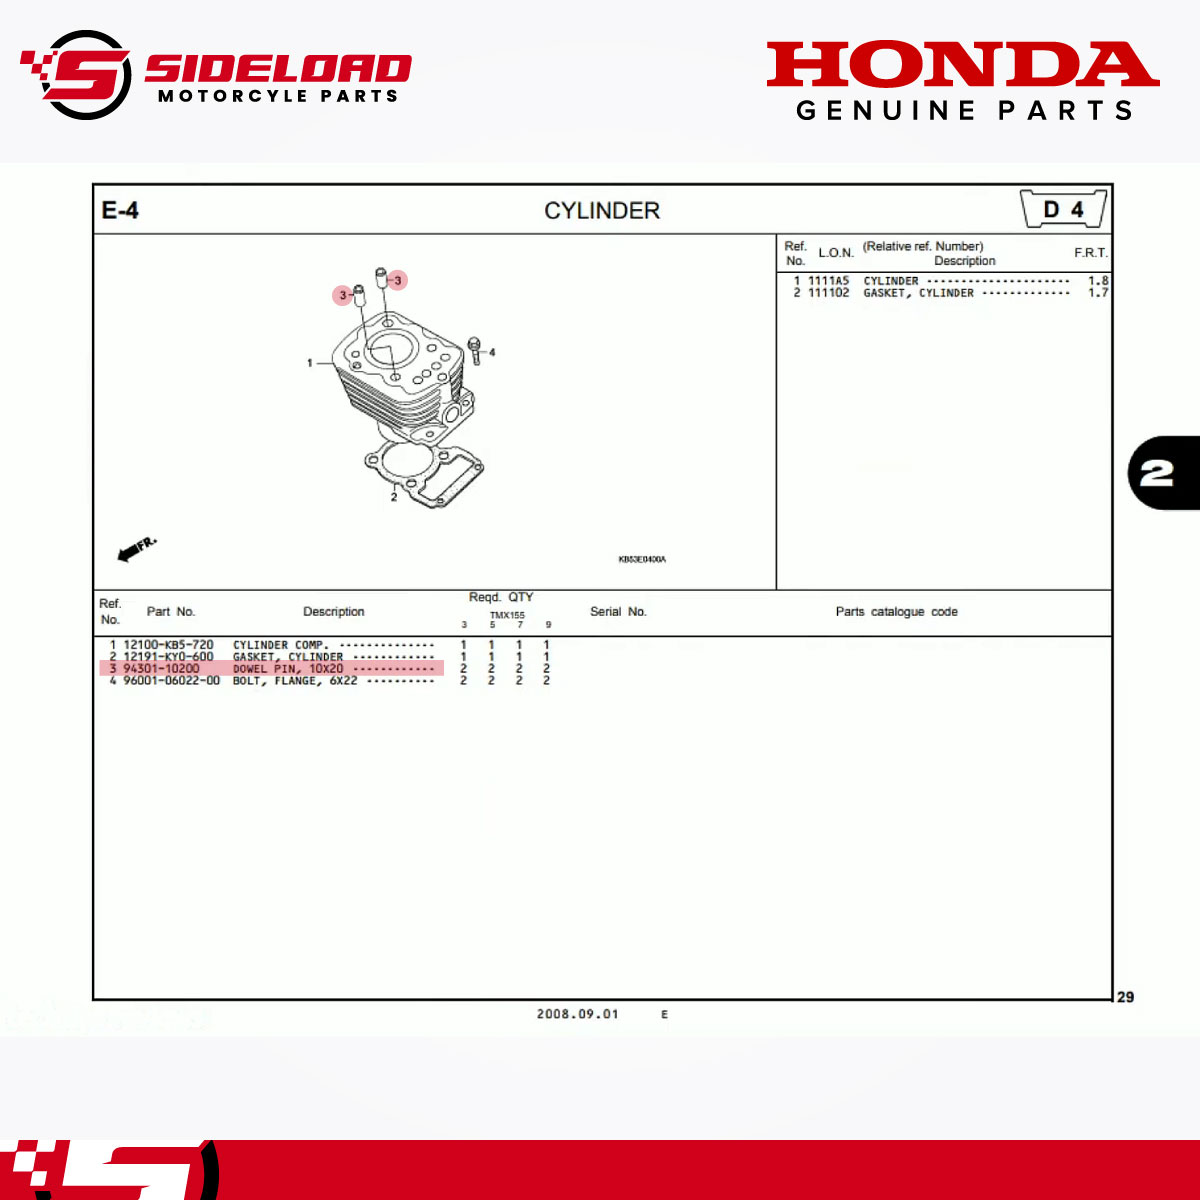 SIDELOAD
MOTORCYLE PARTS
HONDA
GENUINE PARTS
E-4
CYLINDER
D 4
Ref. No.
L.O.N.
(Relative ref. Number)
Description
F.R.T.
1 1111A5 CYLINDER --------------------- 1.8
2 111102 GASKET, CYLINDER ------------- 1.7
3
3
1
4
2
FR.
KB53E0400A
2
Ref. No.
Part No.
Description
Reqd. QTY
TMX155
3 5 7 9
Serial No.
Parts catalogue code
1 12100-KB5-720 CYLINDER COMP. -------------- 1 1 1 1
2 12191-KY0-600 GASKET, CYLINDER ------------ 1 1 1 1
3 94301-10200 DOWEL PIN, 10X20 ------------ 2 2 2 2
4 96001-06022-00 BOLT, FLANGE, 6X22 ---------- 2 2 2 2
29
2008.09.01 E